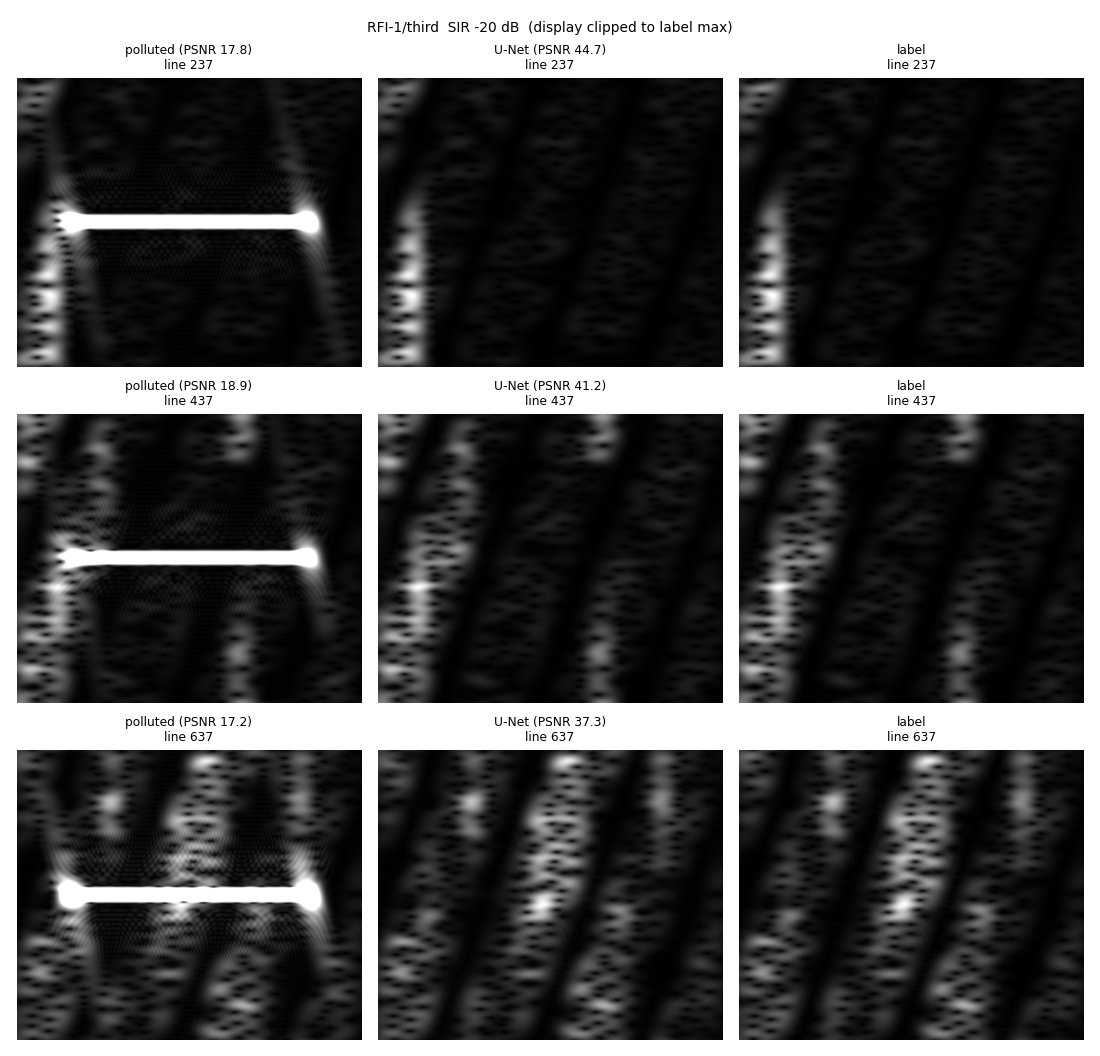 RFI-1/third  SIR -20 dB  (display clipped to label max)
polluted (PSNR 17.8)
line 237
U-Net (PSNR 44.7)
line 237
label
line 237
polluted (PSNR 18.9)
line 437
U-Net (PSNR 41.2)
line 437
label
line 437
polluted (PSNR 17.2)
line 637
U-Net (PSNR 37.3)
line 637
label
line 637